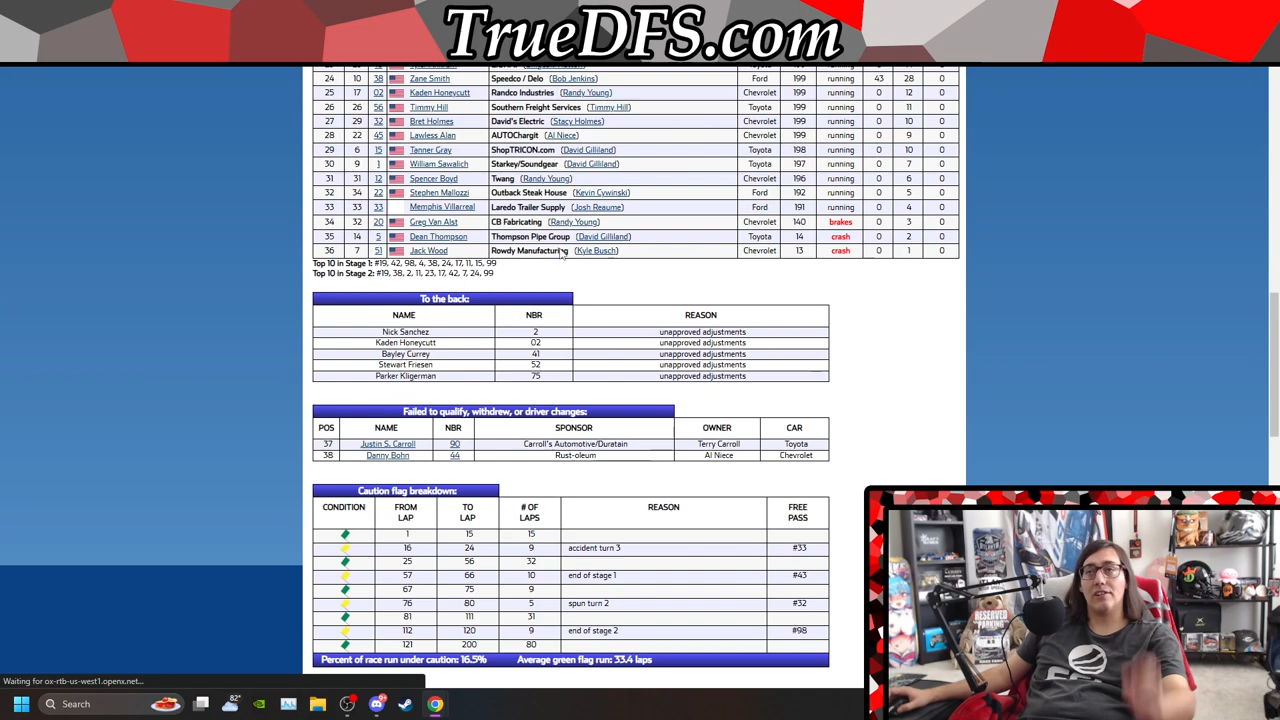 TrueDFS.com
24 10 38 Zane Smith Speedco / Delo (Bob Jenkins) Ford 199 running 43 28 0
25 17 02 Kaden Honeycutt Randco Industries (Randy Young) Chevrolet 199 running 0 12 0
26 26 56 Timmy Hill Southern Freight Services (Timmy Hill) Toyota 199 running 0 11 0
27 29 32 Bret Holmes David's Electric (Stacy Holmes) Chevrolet 199 running 0 10 0
28 22 45 Lawless Alan AUTOChargit (Al Niece) Chevrolet 199 running 0 9 0
29 6 15 Tanner Gray ShopTRICON.com (David Gilliland) Toyota 198 running 0 10 0
30 9 1 William Sawalich Starkey/Soundgear (David Gilliland) Toyota 197 running 0 7 0
31 31 12 Spencer Boyd Twang (Randy Young) Chevrolet 196 running 0 6 0
32 34 22 Stephen Mallozzi Outback Steak House (Kevin Cywinski) Ford 192 running 0 5 0
33 33 33 Memphis Villarreal Laredo Trailer Supply (Josh Reaume) Ford 191 running 0 4 0
34 32 20 Greg Van Alst CB Fabricating (Randy Young) Chevrolet 140 brakes 0 3 0
35 14 5 Dean Thompson Thompson Pipe Group (David Gilliland) Toyota 14 crash 0 2 0
36 7 51 Jack Wood Rowdy Manufacturing (Kyle Busch) Chevrolet 13 crash 0 1 0
Top 10 in Stage 1: #19, 42, 98, 4, 38, 24, 17, 11, 15, 99
Top 10 in Stage 2: #19, 38, 2, 11, 23, 17, 42, 7, 24, 99
To the back:
NAME NBR REASON
Nick Sanchez 2 unapproved adjustments
Kaden Honeycutt 02 unapproved adjustments
Bayley Currey 41 unapproved adjustments
Stewart Friesen 52 unapproved adjustments
Parker Kligerman 75 unapproved adjustments
Failed to qualify, withdrew, or driver changes:
POS NAME NBR SPONSOR OWNER CAR
37 Justin S. Carroll 90 Carroll's Automotive/Duratain Terry Carroll Toyota
38 Danny Bohn 44 Rust-oleum Al Niece Chevrolet
Caution flag breakdown:
CONDITION FROM LAP TO LAP # OF LAPS REASON FREE PASS
1 15 15
16 24 9 accident turn 3 #33
25 56 32
57 66 10 end of stage 1 #43
67 75 9
76 80 5 spun turn 2 #32
81 111 31
112 120 9 end of stage 2 #98
121 200 80
Percent of race run under caution: 16.5% Average green flag run: 33.4 laps
Waiting for ox-rtb-us-west1.openx.net...
Search
82°
RESERVED
PARKING